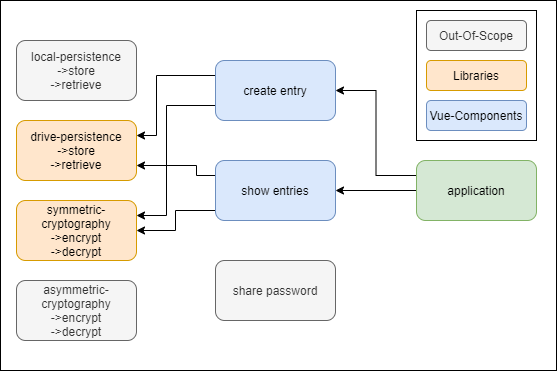 local-persistence
->store
->retrieve
drive-persistence
->store
->retrieve
symmetric-
cryptography
->encrypt
->decrypt
asymmetric-
cryptography
->encrypt
->decrypt
create entry
show entries
share password
Out-Of-Scope
Libraries
Vue-Components
application